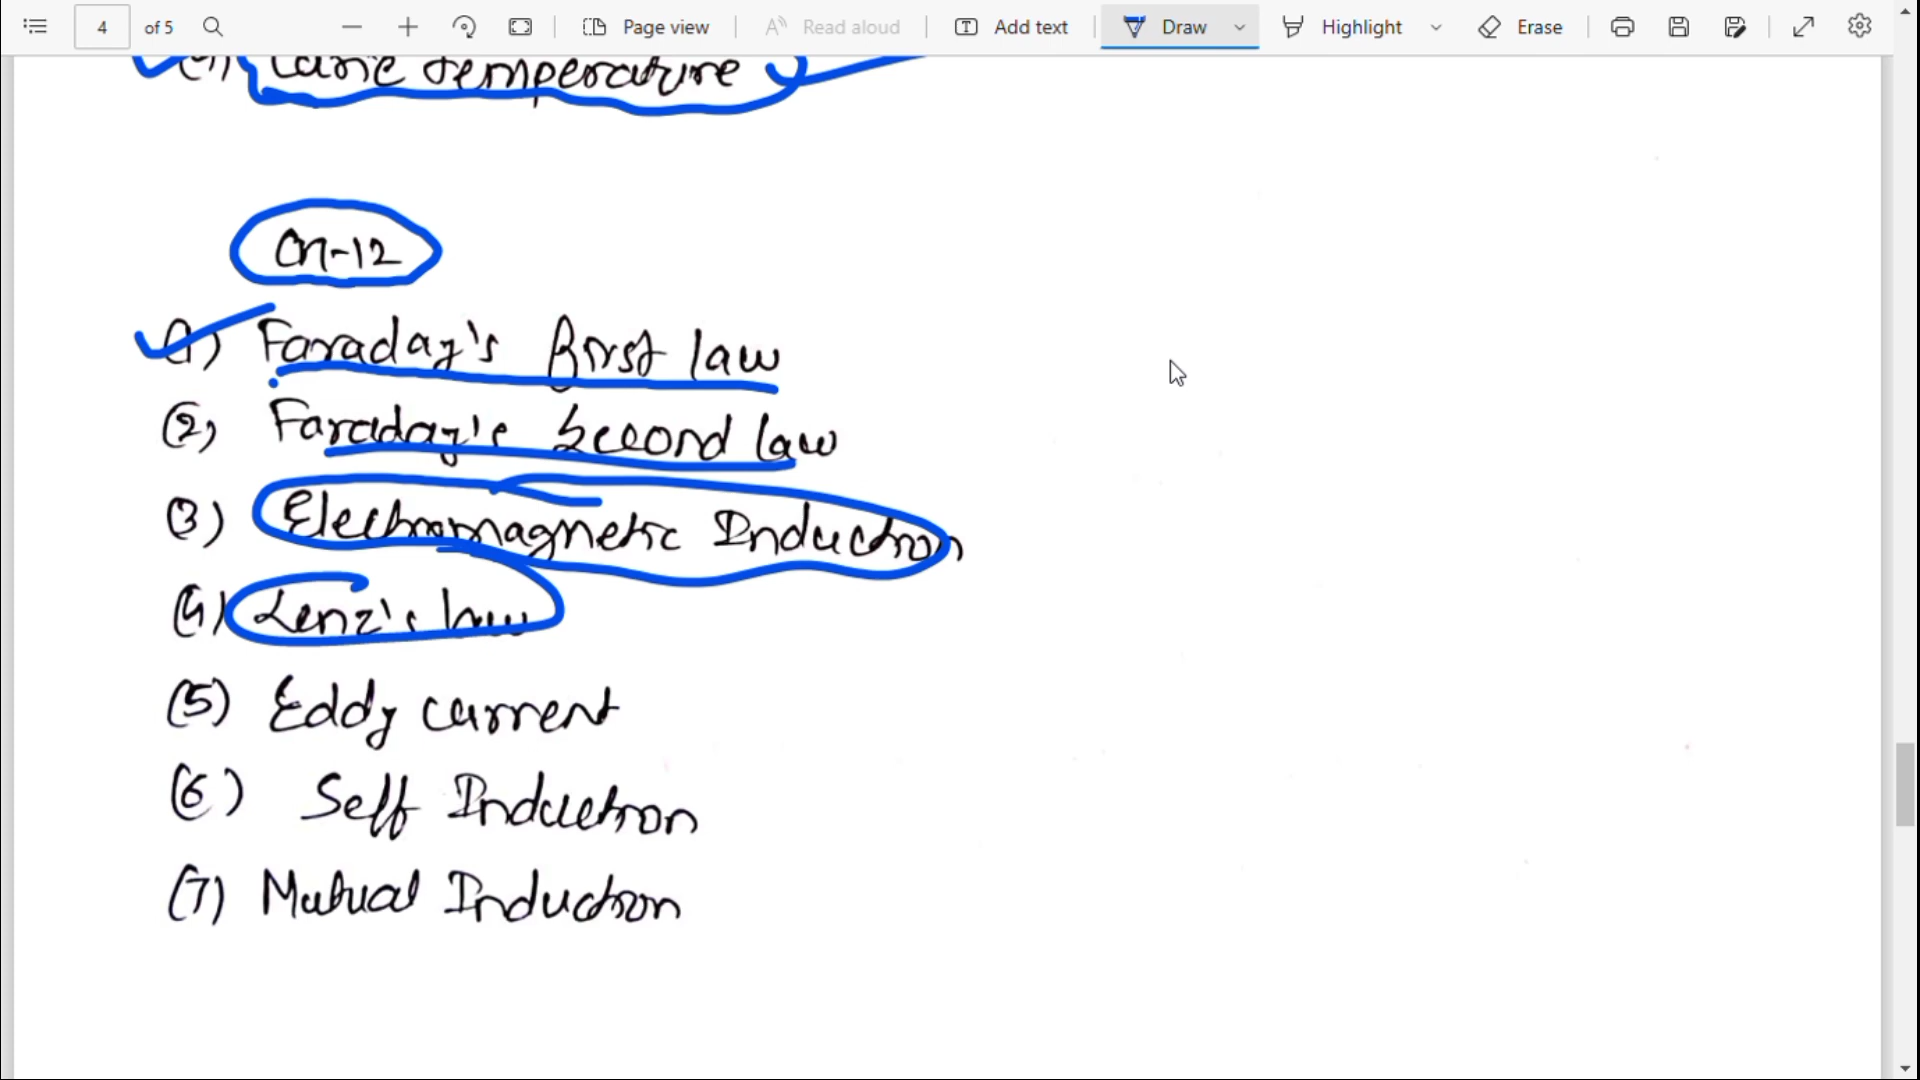 4 of 5 Page view Read aloud Add text Draw Highlight Erase
(4) Curie Temperature
Ch-12
(1) Faraday's first law
(2) Faraday's Second law
(3) Electromagnetic Induction
(4) Lenz's law
(5) Eddy current
(6) Self Induction
(7) Mutual Induction